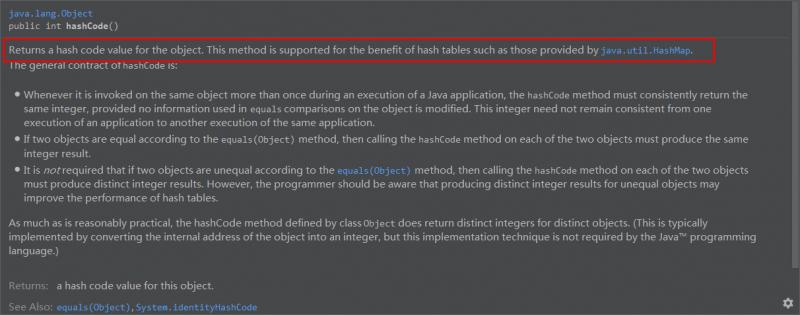 java.lang.Object
public int hashCode()
Returns a hash code value for the object. This method is supported for the benefit of hash tables such as those provided by java.util.HashMap.
The general contract of hashCode is:
• Whenever it is invoked on the same object more than once during an execution of a Java application, the hashCode method must consistently return the
same integer, provided no information used in equals comparisons on the object is modified. This integer need not remain consistent from one
execution of an application to another execution of the same application.
• If two objects are equal according to the equals(Object) method, then calling the hashCode method on each of the two objects must produce the same
integer result.
• It is not required that if two objects are unequal according to the equals(Object) method, then calling the hashCode method on each of the two objects
must produce distinct integer results. However, the programmer should be aware that producing distinct integer results for unequal objects may
improve the performance of hash tables.
As much as is reasonably practical, the hashCode method defined by class Object does return distinct integers for distinct objects. (This is typically
implemented by converting the internal address of the object into an integer, but this implementation technique is not required by the Java™ programming
language.)
Returns: a hash code value for this object.
See Also: equals(Object), System.identityHashCode